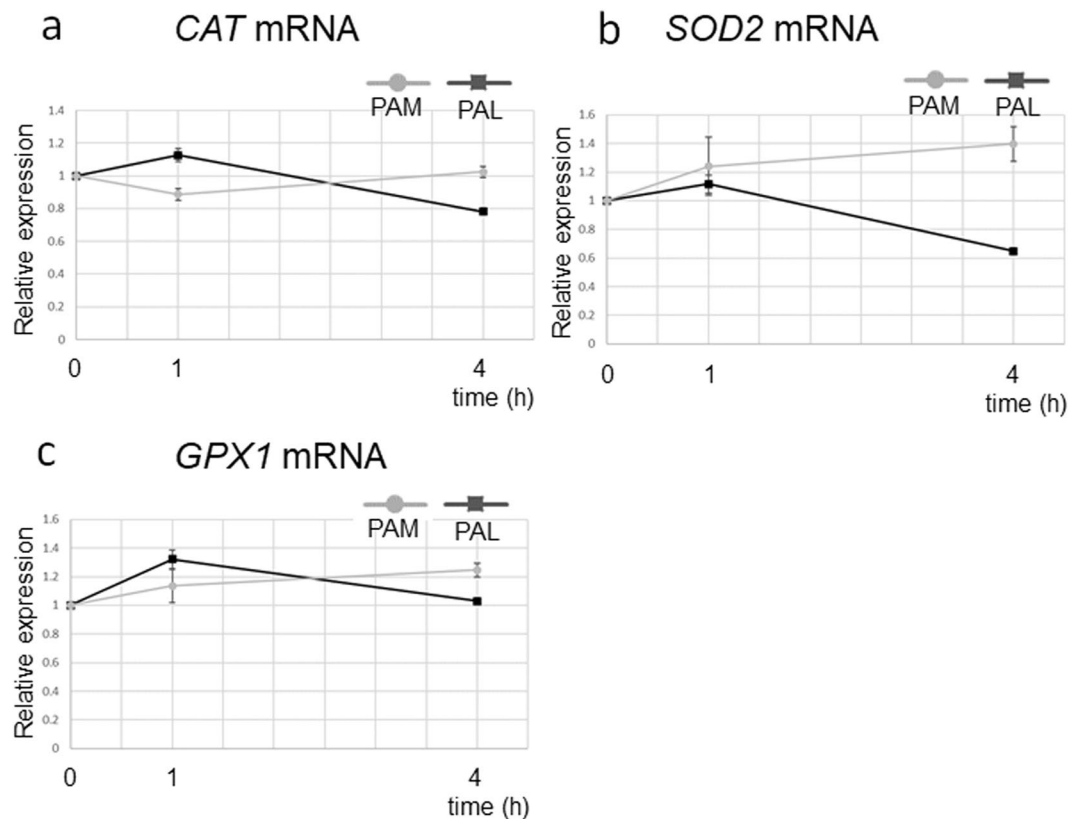 a CAT mRNA
PAM PAL
Relative expression
1.4
1.2
1
0.8
0.6
0.4
0.2
0
0 1 4
time (h)
b SOD2 mRNA
PAM PAL
Relative expression
1.6
1.4
1.2
1
0.8
0.6
0.4
0.2
0
0 1 4
time (h)
c GPX1 mRNA
PAM PAL
Relative expression
1.6
1.4
1.2
1
0.8
0.6
0.4
0.2
0
0 1 4
time (h)